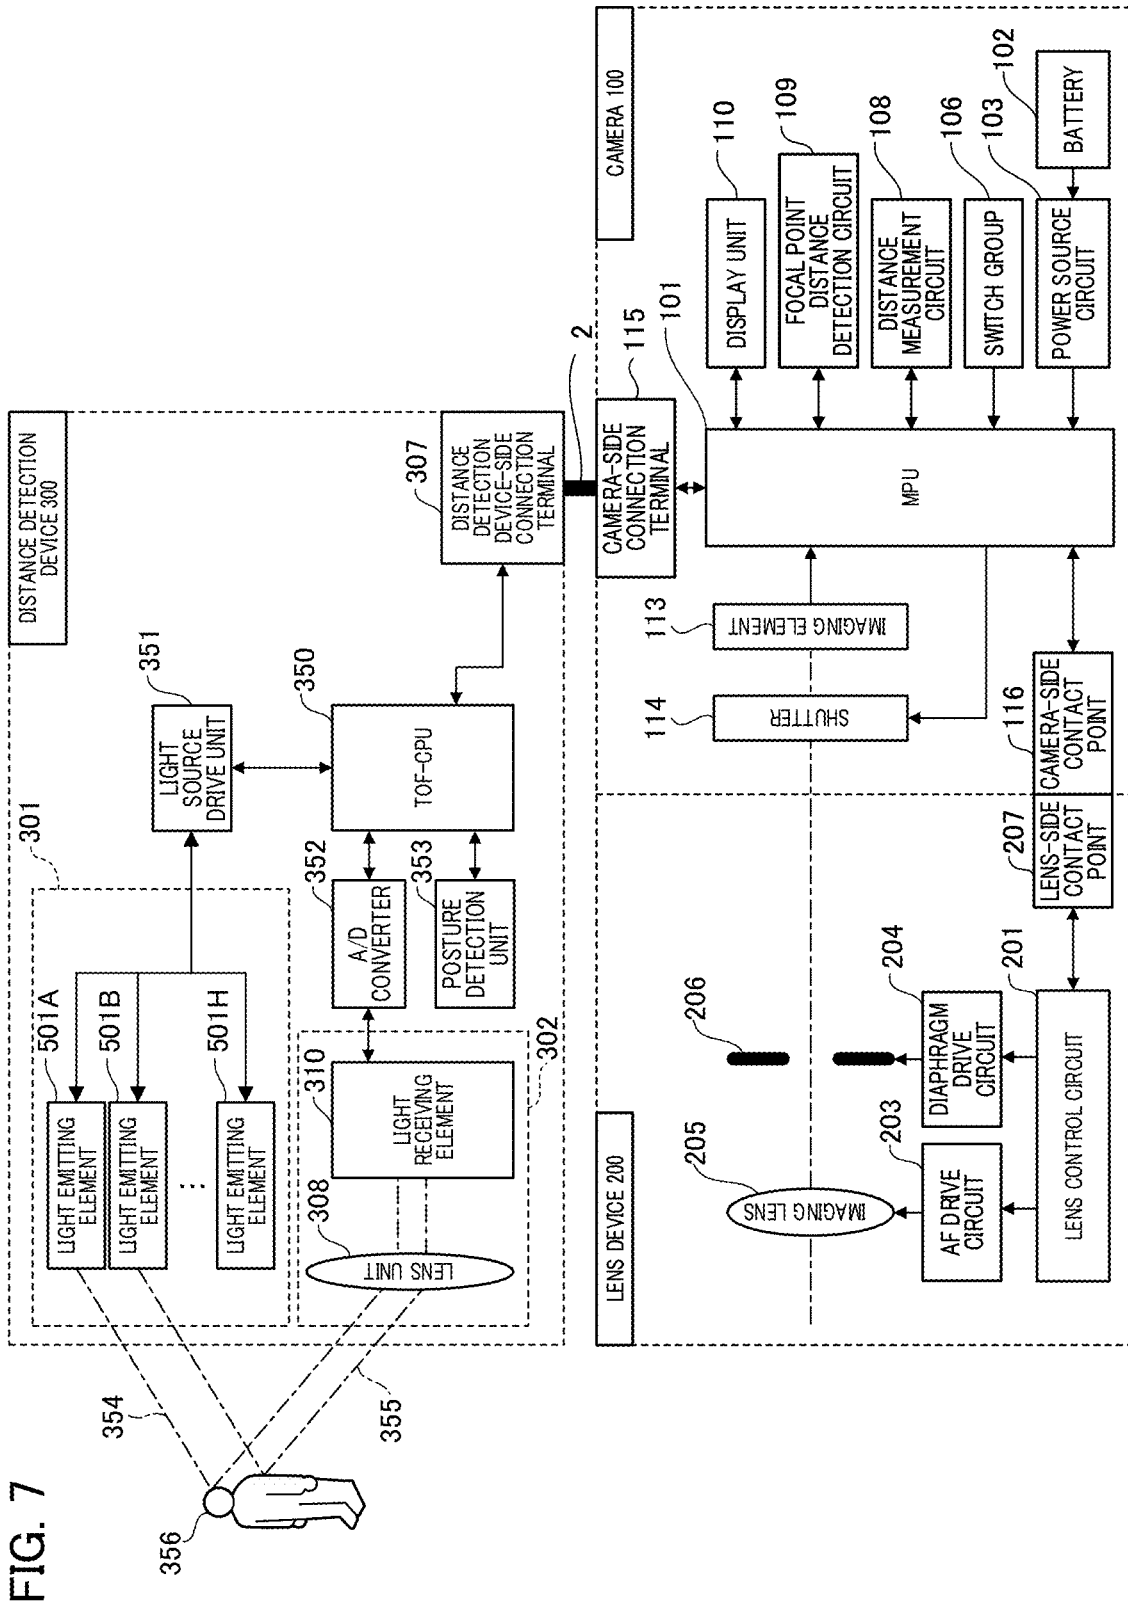 FIG. 7
DISTANCE DETECTION
DEVICE 300
301
501A
LIGHT EMITTING
ELEMENT
501B
LIGHT EMITTING
ELEMENT
...
501H
LIGHT EMITTING
ELEMENT
351
LIGHT
SOURCE
DRIVE UNIT
354
355
356
308
LENS UNIT
310
LIGHT
RECEIVING
ELEMENT
302
352
A/D
CONVERTER
353
POSTURE
DETECTION
UNIT
350
TOF-CPU
307
DISTANCE
DETECTION
DEVICE-SIDE
CONNECTION
TERMINAL
2
LENS DEVICE 200
205
IMAGING LENS
206
203
AF DRIVE
CIRCUIT
204
DIAPHRAGM
DRIVE
CIRCUIT
201
LENS CONTROL CIRCUIT
207
LENS-SIDE
CONTACT
POINT
CAMERA 100
115
CAMERA-SIDE
CONNECTION
TERMINAL
114
SHUTTER
113
IMAGING ELEMENT
116
CAMERA-SIDE
CONTACT
POINT
101
MPU
110
DISPLAY UNIT
109
FOCAL POINT
DISTANCE
DETECTION CIRCUIT
108
DISTANCE
MEASUREMENT
CIRCUIT
106
SWITCH GROUP
103
POWER SOURCE
CIRCUIT
102
BATTERY